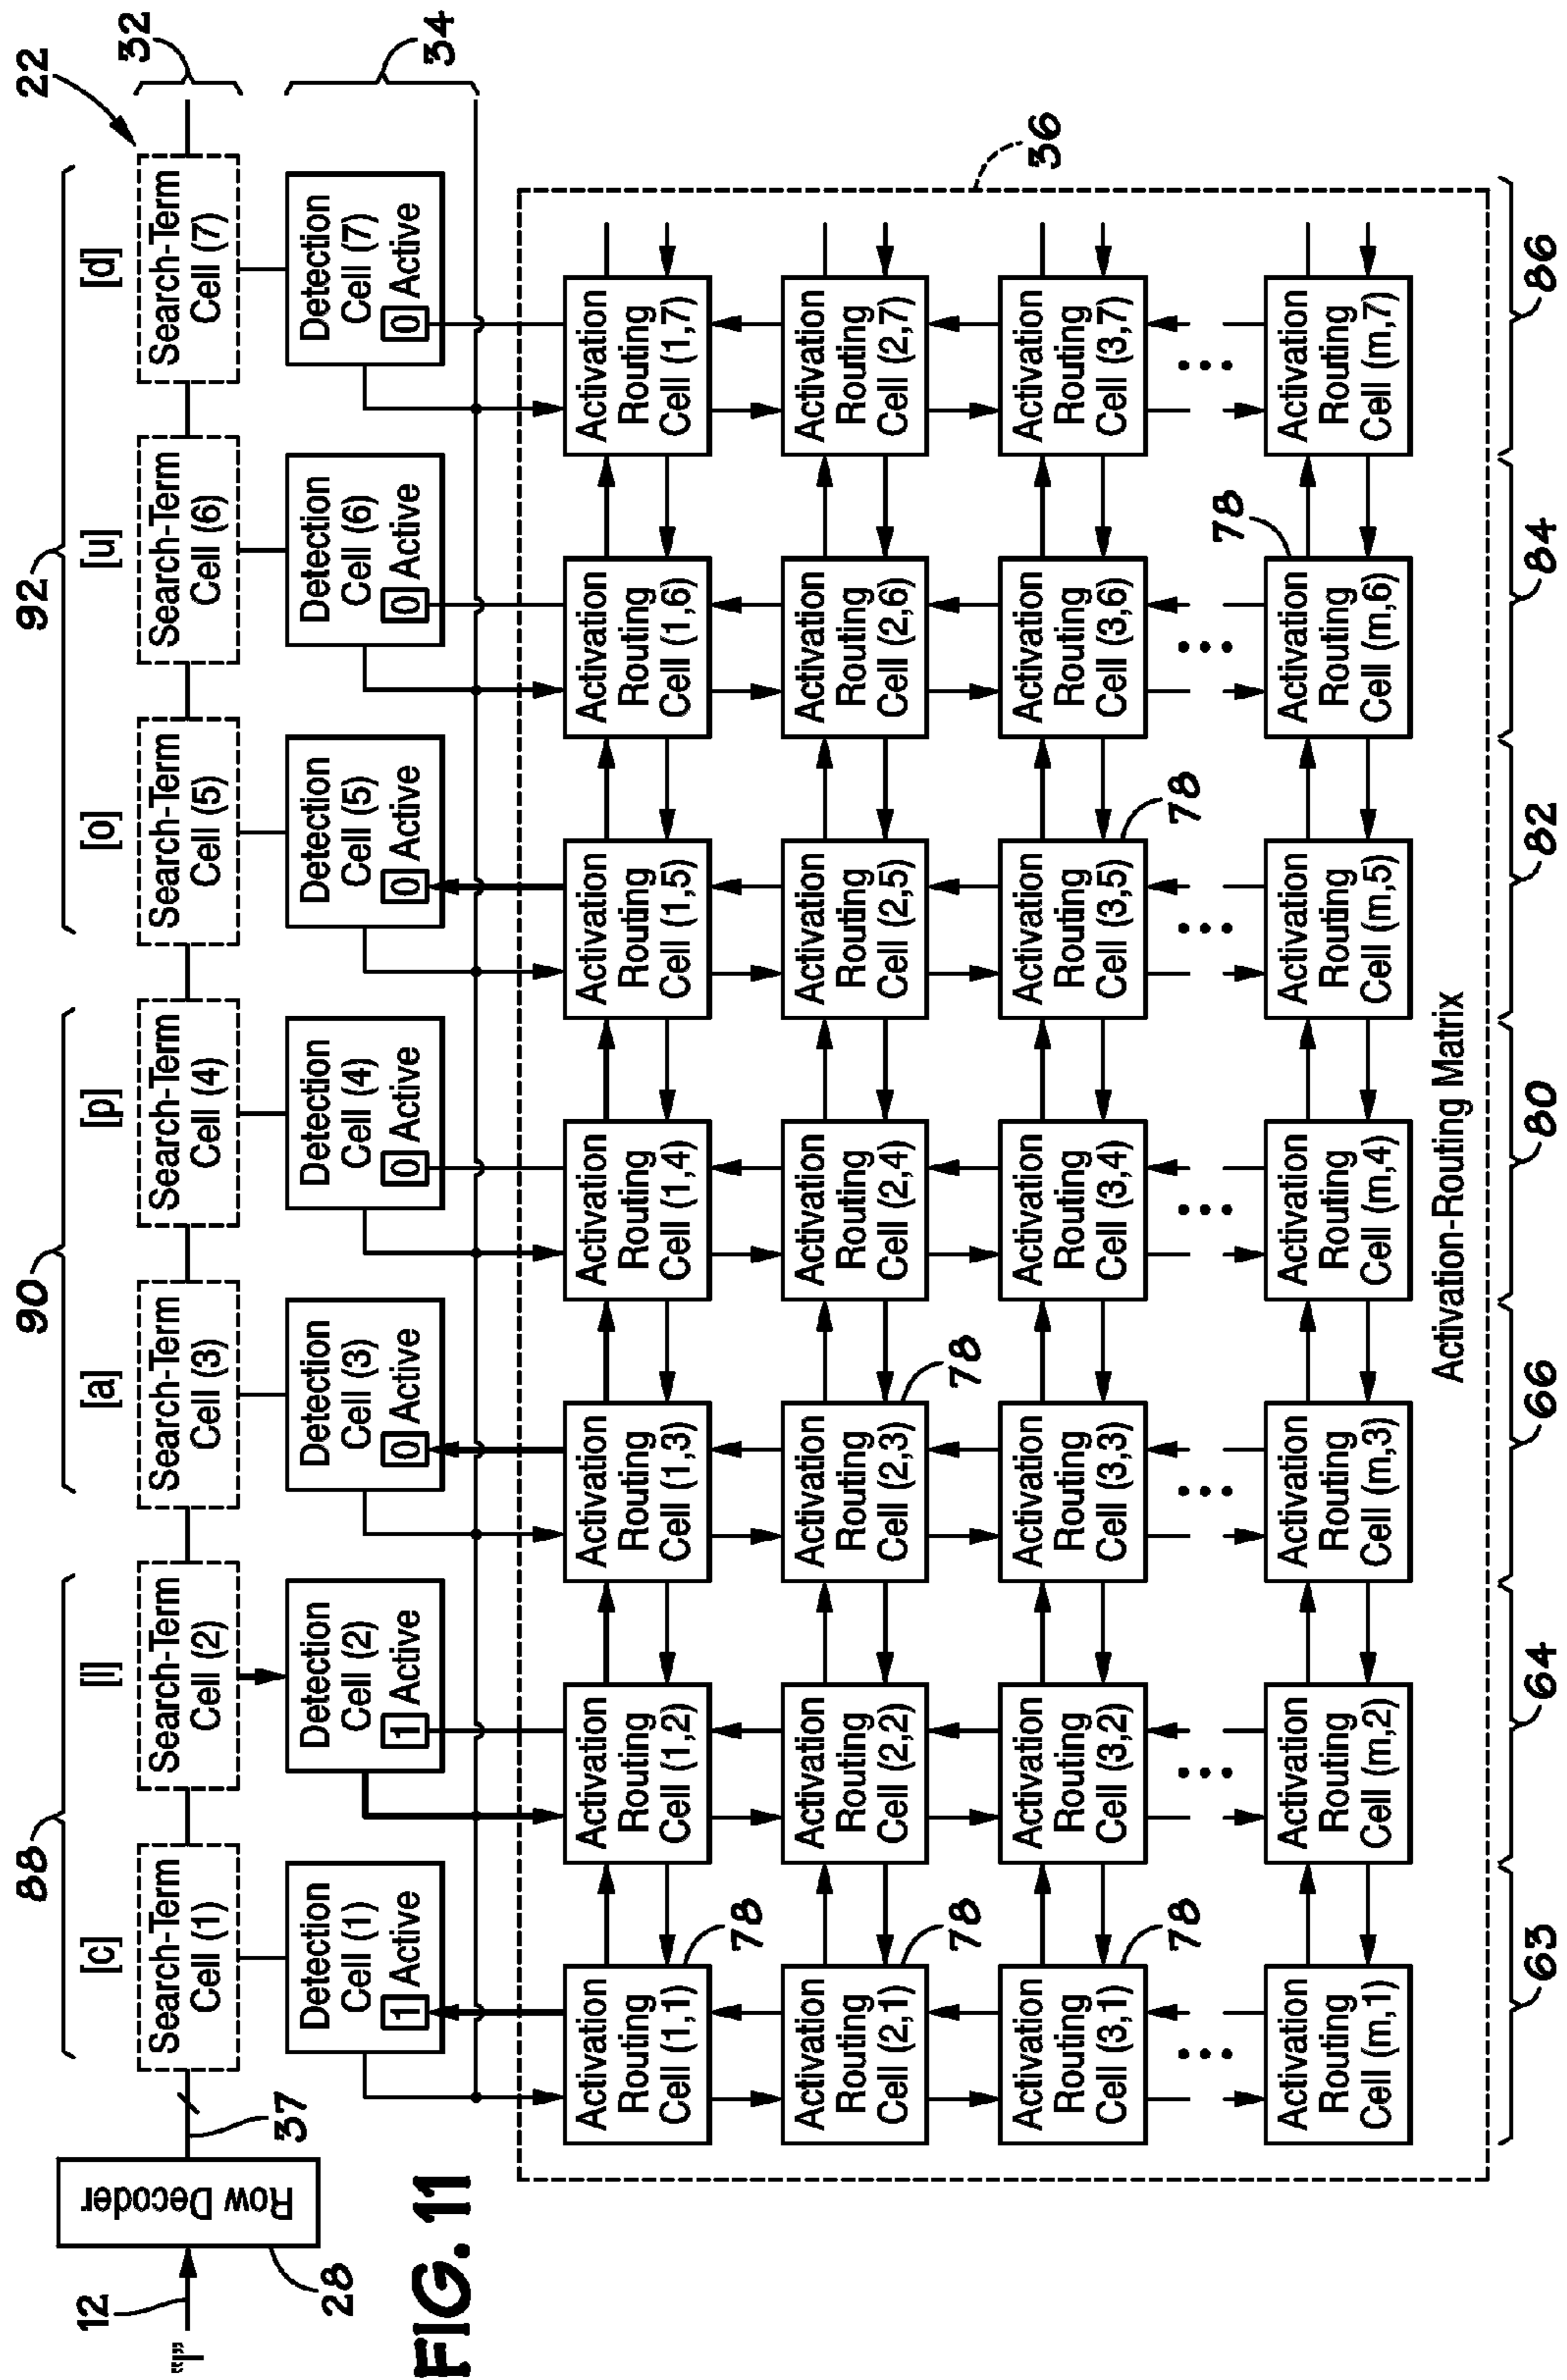 22
32
34
88
90
92
[c]
[l]
[a]
[p]
[o]
[u]
[d]
"l"
12
Row Decoder
28
37
Search-Term
Cell (1)
Search-Term
Cell (2)
Search-Term
Cell (3)
Search-Term
Cell (4)
Search-Term
Cell (5)
Search-Term
Cell (6)
Search-Term
Cell (7)
Detection
Cell (1)
1 Active
Detection
Cell (2)
1 Active
Detection
Cell (3)
0 Active
Detection
Cell (4)
0 Active
Detection
Cell (5)
0 Active
Detection
Cell (6)
0 Active
Detection
Cell (7)
0 Active
FIG. 11
36
Activation
Routing
Cell (1,1)
Activation
Routing
Cell (1,2)
Activation
Routing
Cell (1,3)
Activation
Routing
Cell (1,4)
Activation
Routing
Cell (1,5)
Activation
Routing
Cell (1,6)
Activation
Routing
Cell (1,7)
78
Activation
Routing
Cell (2,1)
Activation
Routing
Cell (2,2)
Activation
Routing
Cell (2,3)
Activation
Routing
Cell (2,4)
Activation
Routing
Cell (2,5)
Activation
Routing
Cell (2,6)
Activation
Routing
Cell (2,7)
78
78
Activation
Routing
Cell (3,1)
Activation
Routing
Cell (3,2)
Activation
Routing
Cell (3,3)
Activation
Routing
Cell (3,4)
Activation
Routing
Cell (3,5)
Activation
Routing
Cell (3,6)
Activation
Routing
Cell (3,7)
78
78
78
Activation
Routing
Cell (m,1)
Activation
Routing
Cell (m,2)
Activation
Routing
Cell (m,3)
Activation
Routing
Cell (m,4)
Activation
Routing
Cell (m,5)
Activation
Routing
Cell (m,6)
Activation
Routing
Cell (m,7)
Activation-Routing Matrix
63
64
66
80
82
84
86